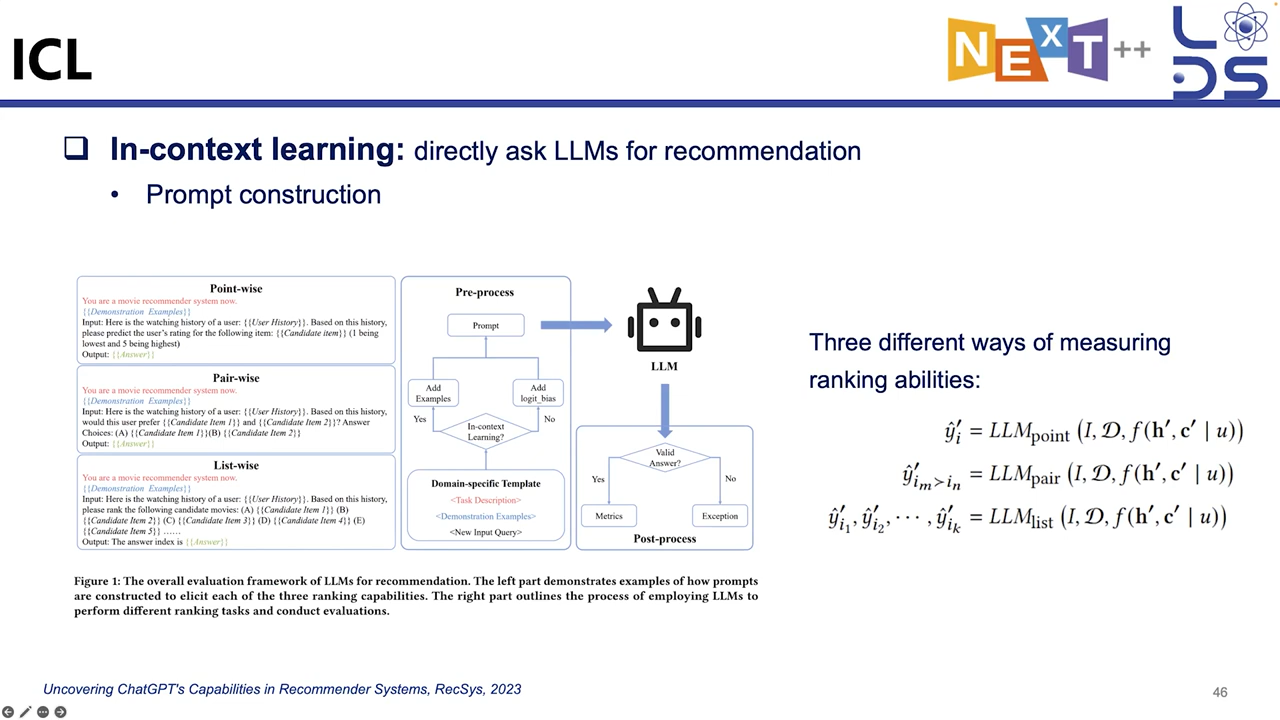 ICL
NEXT++
LDS
❑ In-context learning: directly ask LLMs for recommendation
• Prompt construction
Point-wise
You are a movie recommender system now.
{{Demonstration Examples}}
Input: Here is the watching history of a user: {{User History}}. Based on this history,
please predict the user's rating for the following item: {{Candidate item}} (1 being
lowest and 5 being highest)
Output: {{Answer}}
Pair-wise
You are a movie recommender system now.
{{Demonstration Examples}}
Input: Here is the watching history of a user: {{User History}}. Based on this history,
would this user prefer {{Candidate Item 1}} and {{Candidate Item 2}}? Answer
Choices: (A) {{Candidate Item 1}}(B) {{Candidate Item 2}}
Output: {{Answer}}
List-wise
You are a movie recommender system now.
{{Demonstration Examples}}
Input: Here is the watching history of a user: {{User History}}. Based on this history,
please rank the following candidate movies: (A) {{Candidate Item 1}} (B)
{{Candidate Item 2}} (C) {{Candidate Item 3}} (D) {{Candidate Item 4}} (E)
{{Candidate Item 5}} ......
Output: The answer index is {{Answer}}
Pre-process
Prompt
Add
Examples
Add
logit_bias
Yes
No
In-context
Learning?
Domain-specific Template
<Task Description>
<Demonstration Examples>
<New Input Query>
LLM
Valid
Answer?
Yes
No
Metrics
Exception
Post-process
Three different ways of measuring
ranking abilities:
ŷ′_i = LLM_point (I, 𝒟, f(h′, c′ | u))
ŷ′_{i_m≻i_n} = LLM_pair (I, 𝒟, f(h′, c′ | u))
ŷ′_{i_1}, ŷ′_{i_2}, ⋯, ŷ′_{i_k} = LLM_list (I, 𝒟, f(h′, c′ | u))
Figure 1: The overall evaluation framework of LLMs for recommendation. The left part demonstrates examples of how prompts
are constructed to elicit each of the three ranking capabilities. The right part outlines the process of employing LLMs to
perform different ranking tasks and conduct evaluations.
Uncovering ChatGPT's Capabilities in Recommender Systems, RecSys, 2023
46